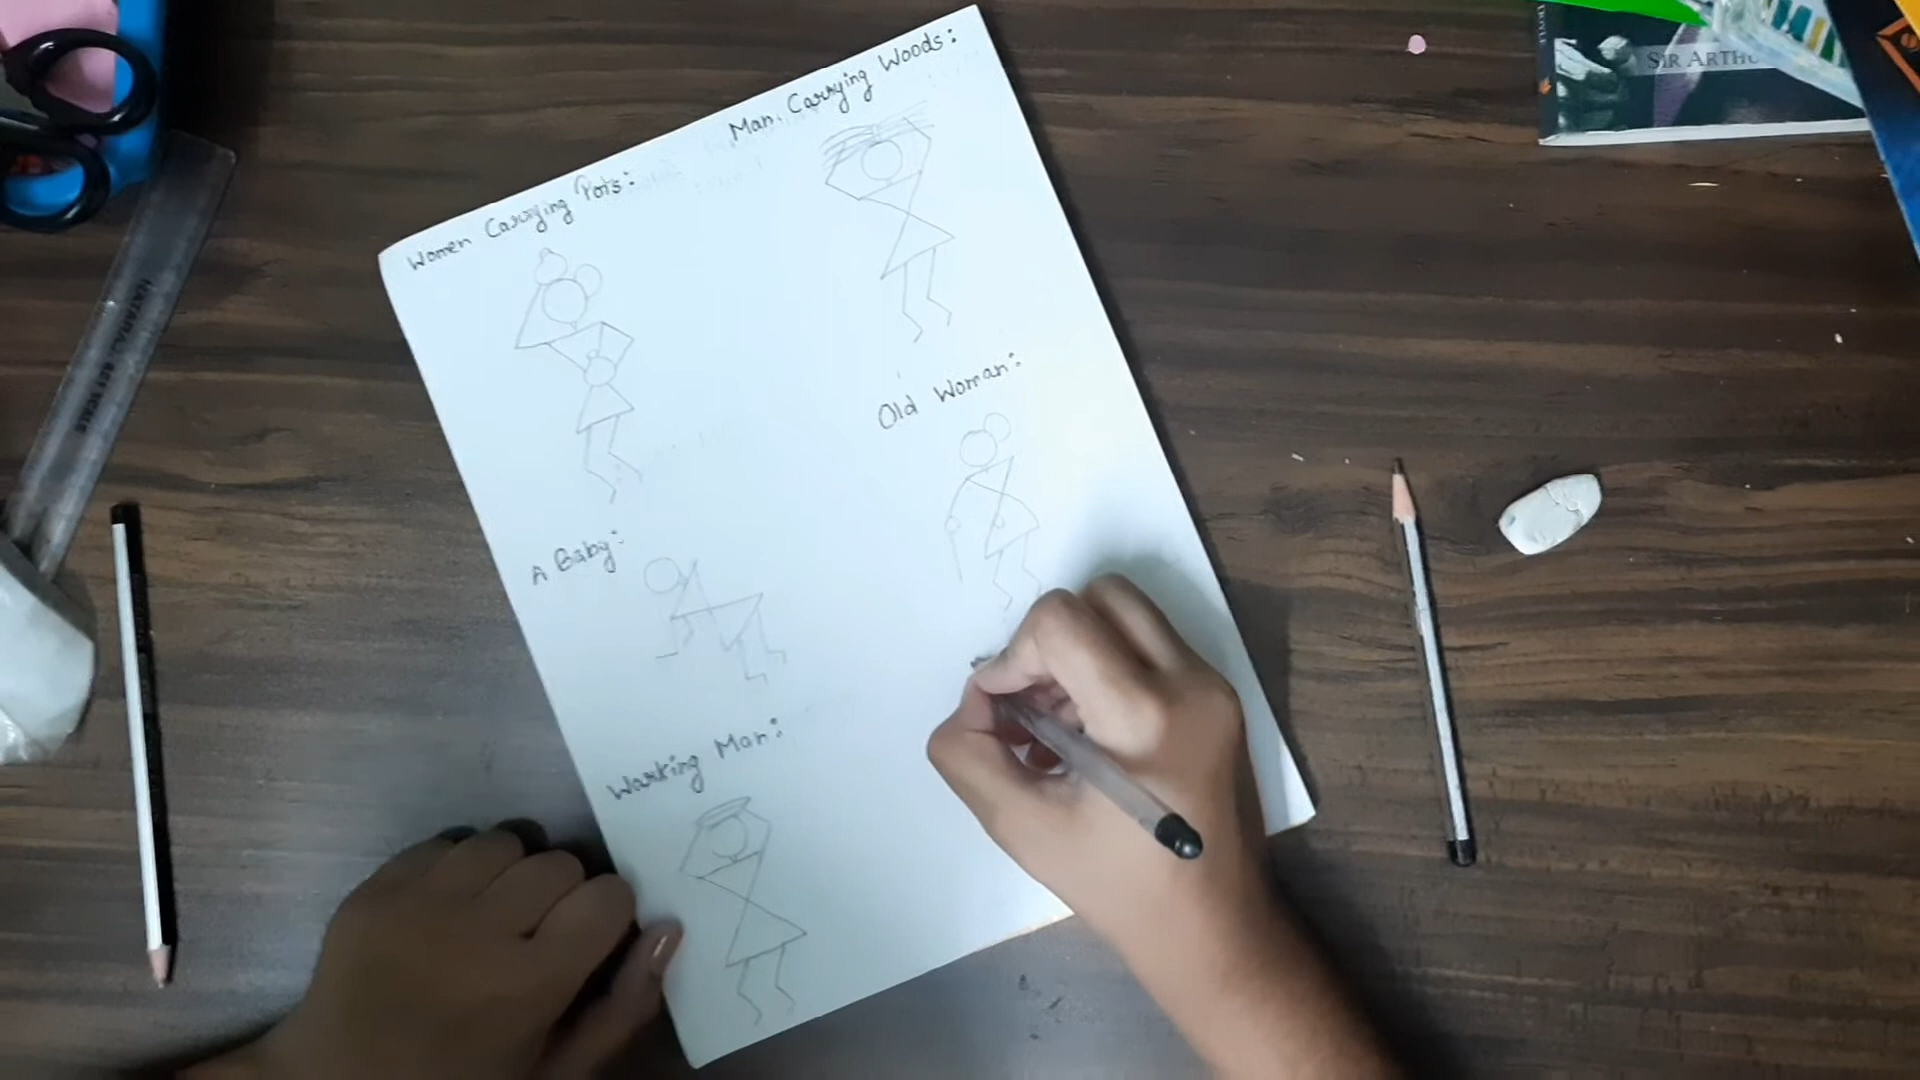 Women Carrying Pots:
Man Carrying Woods:
Old Woman:
A Baby:
Working Man:
SIR ARTHU